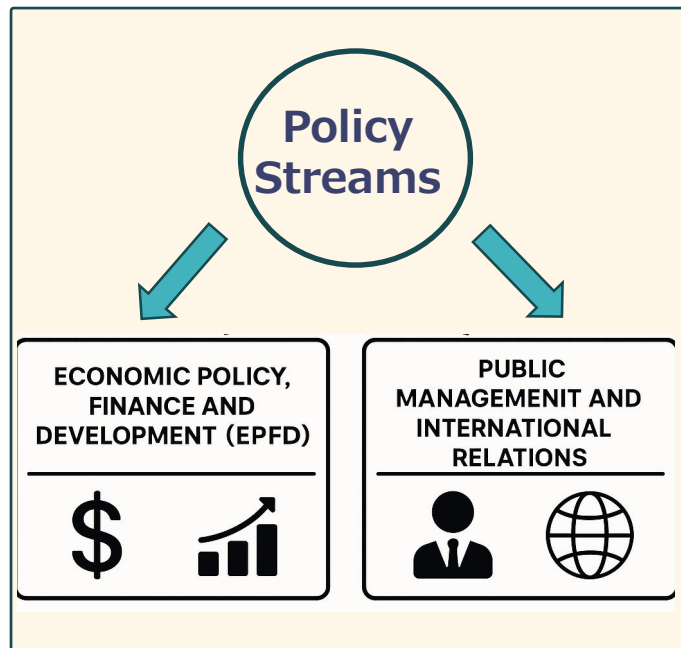 Policy
Streams
ECONOMIC POLICY,
FINANCE AND
DEVELOPMENT (EPFD)
PUBLIC
MANAGEMENIT AND
INTERNATIONAL
RELATIONS
$